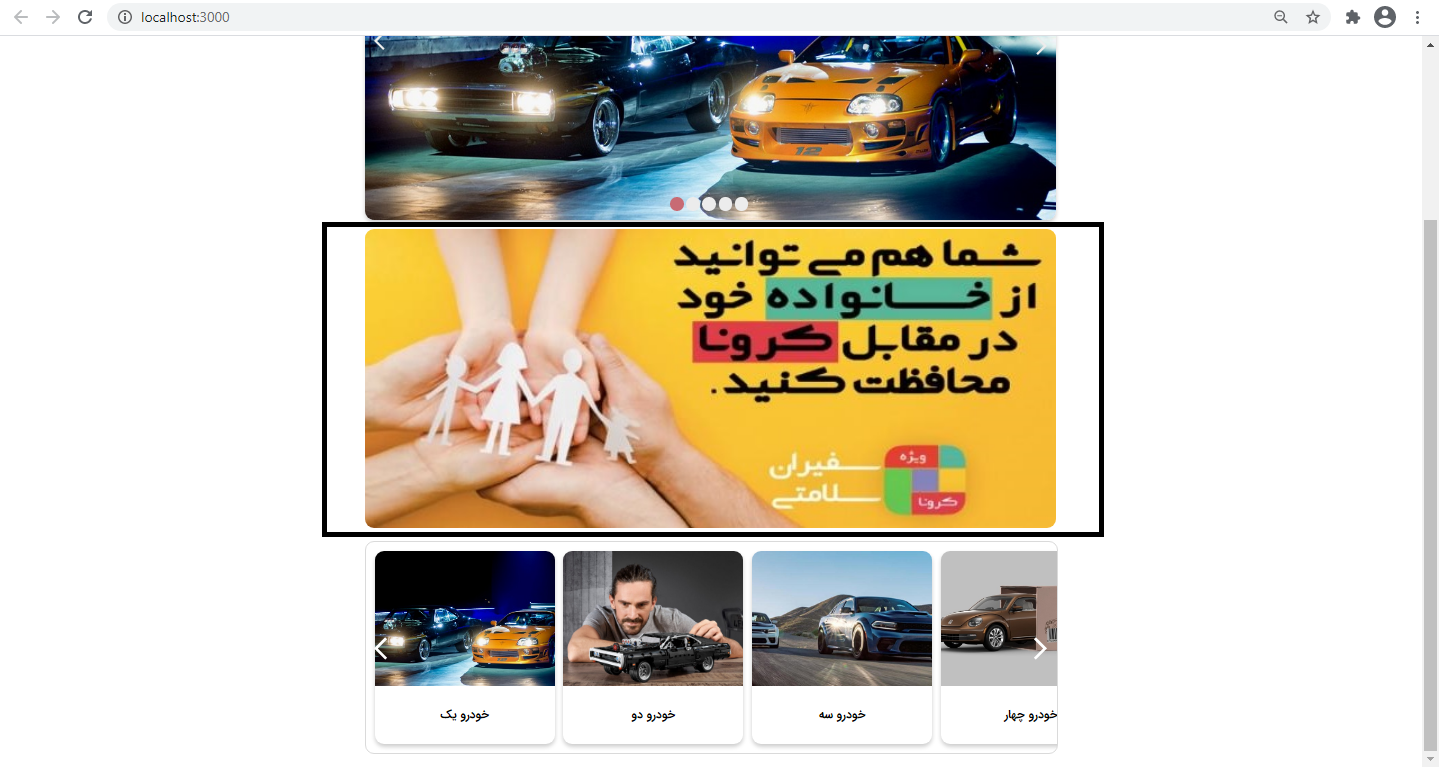 localhost:3000
12
شما هم می توانید
از خانواده خود
در مقابل کرونا
محافظت کنید.
سفیران
سلامتی
ویژه
کرونا
خودرو یک
خودرو دو
خودرو سه
خودرو چهار